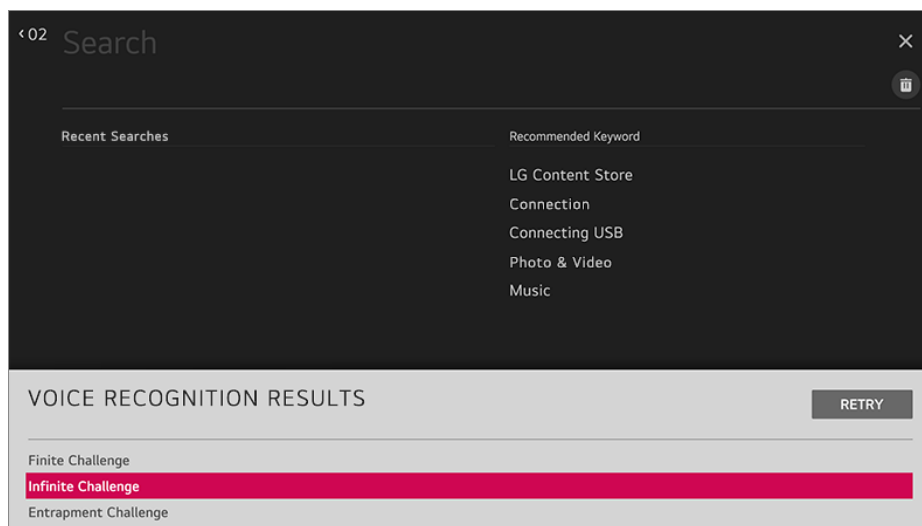 ‹02
Search
Recent Searches
Recommended Keyword
LG Content Store
Connection
Connecting USB
Photo & Video
Music
VOICE RECOGNITION RESULTS
RETRY
Finite Challenge
Infinite Challenge
Entrapment Challenge